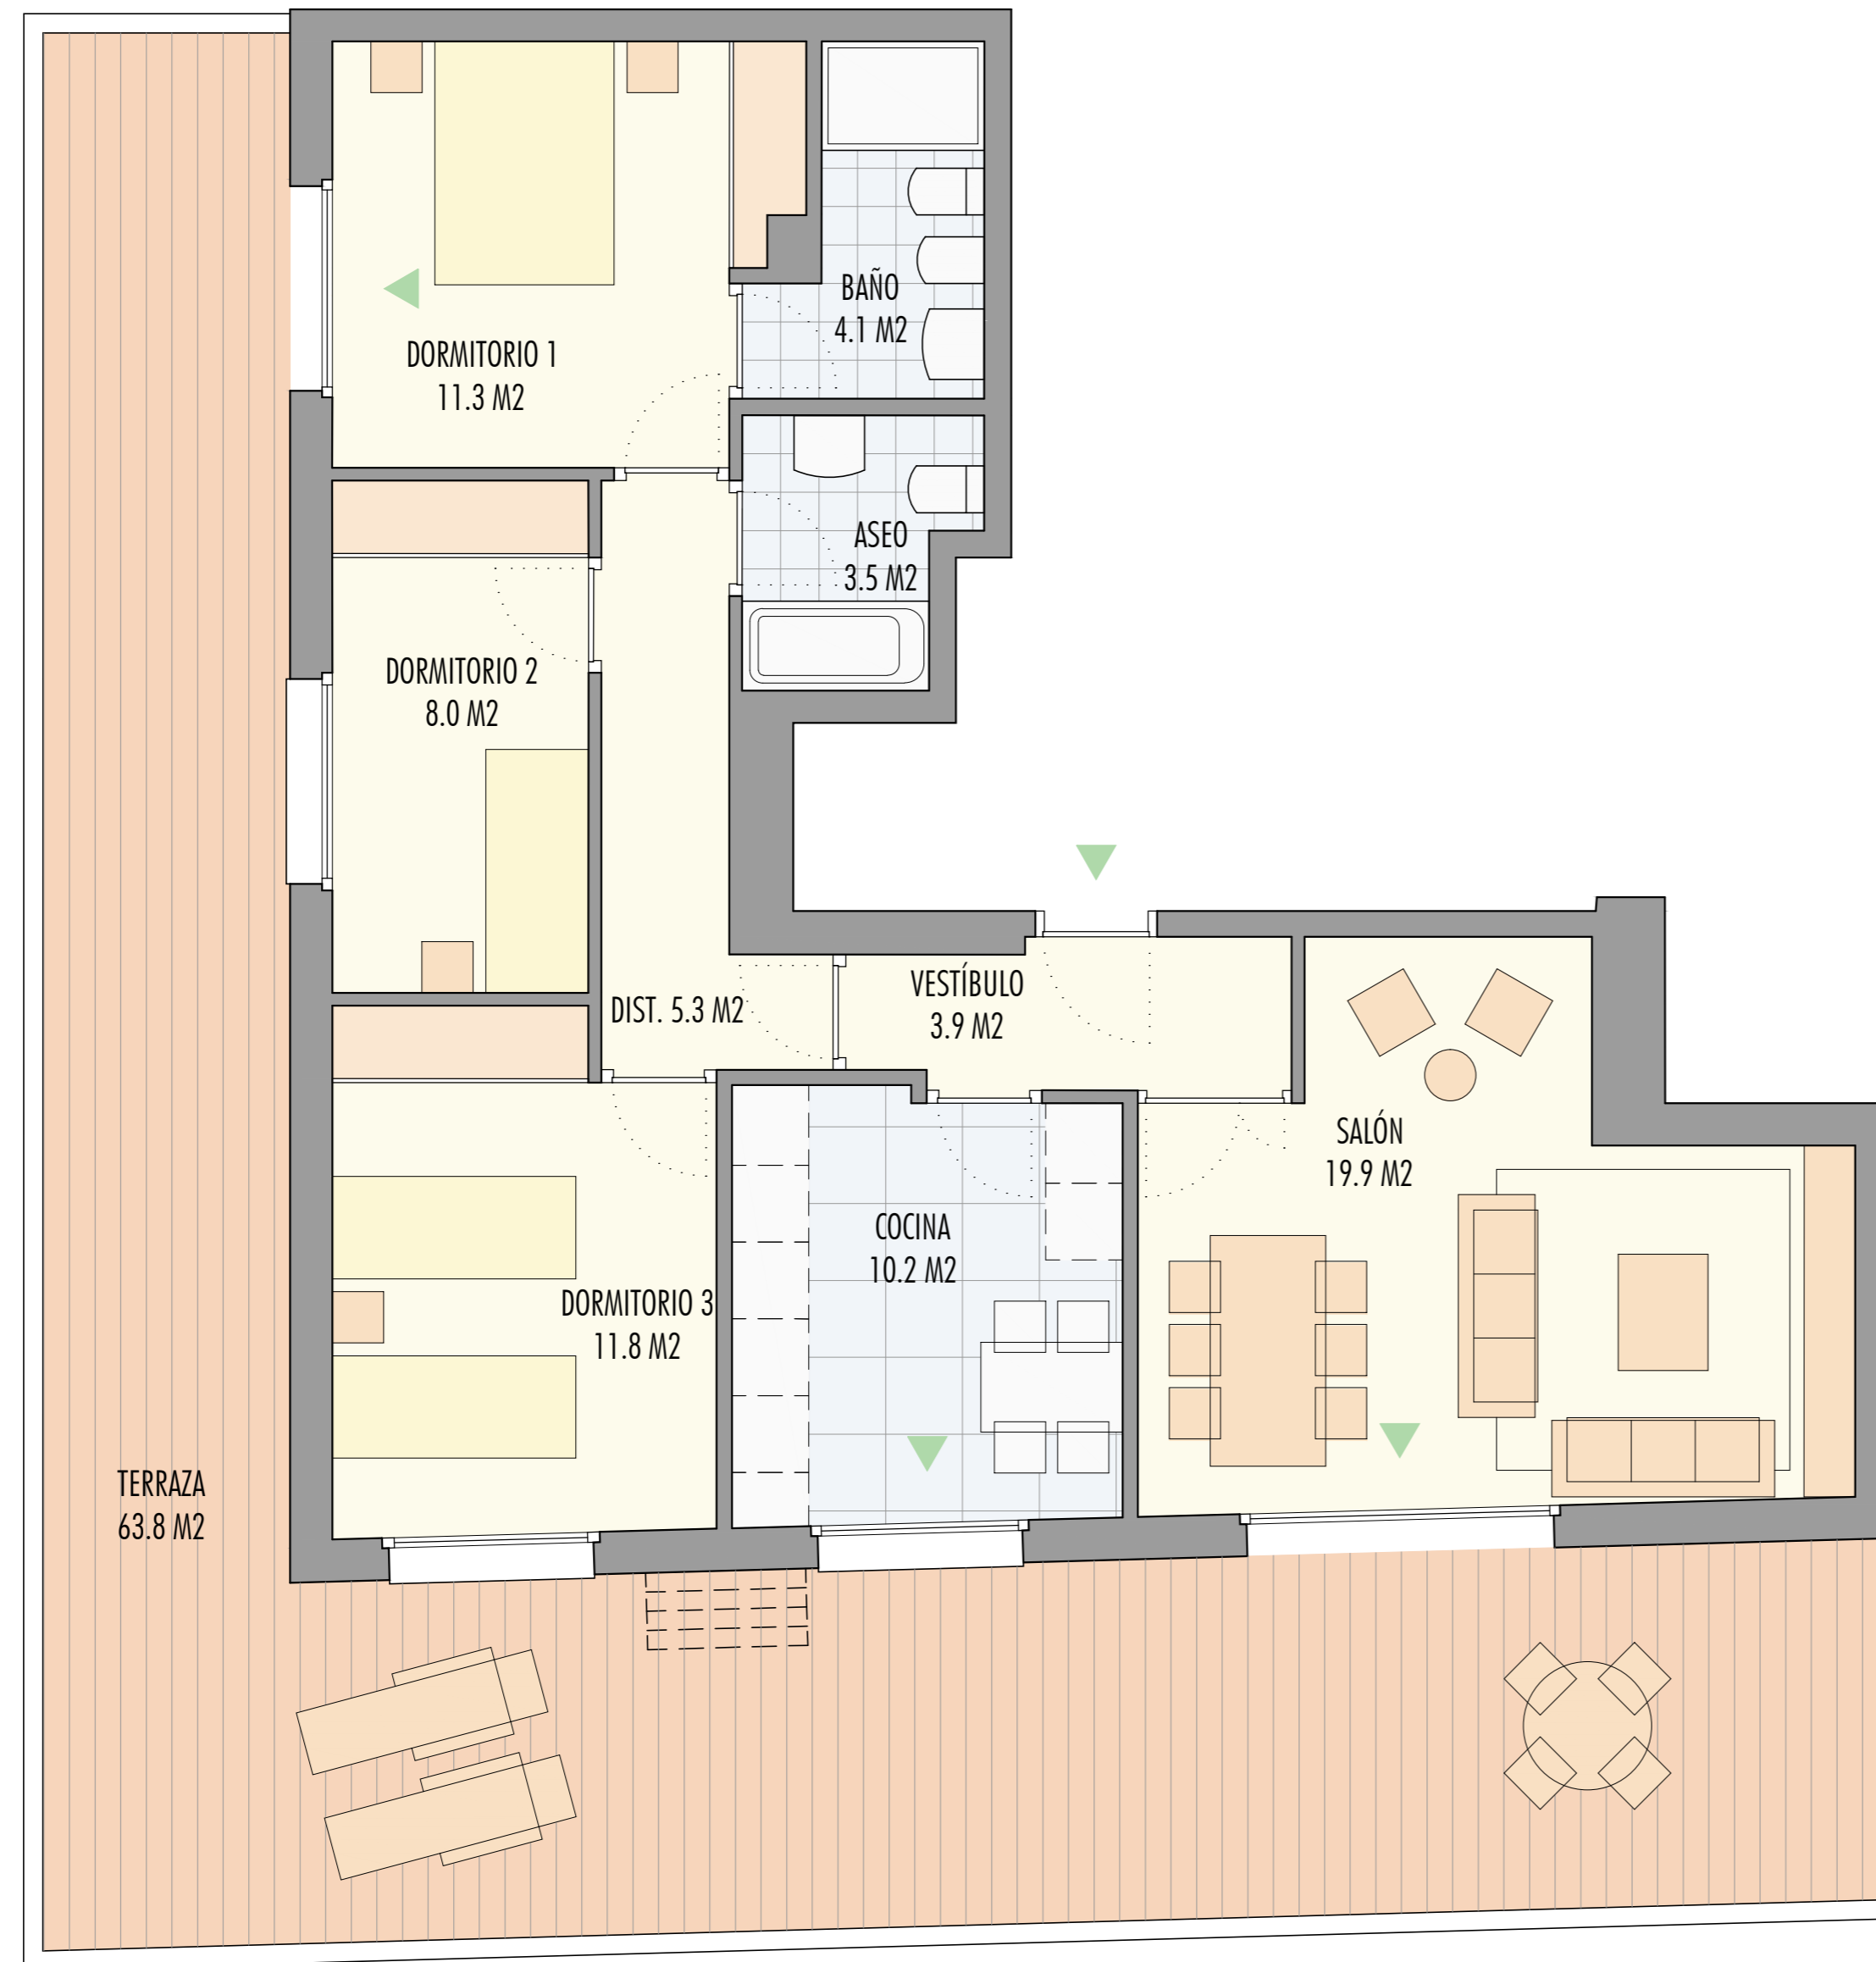 BAÑO
4.1 M2
DORMITORIO 1
11.3 M2
ASEO
3.5 M2
DORMITORIO 2
8.0 M2
DIST. 5.3 M2
VESTÍBULO
3.9 M2
SALÓN
19.9 M2
COCINA
10.2 M2
DORMITORIO 3
11.8 M2
TERRAZA
63.8 M2